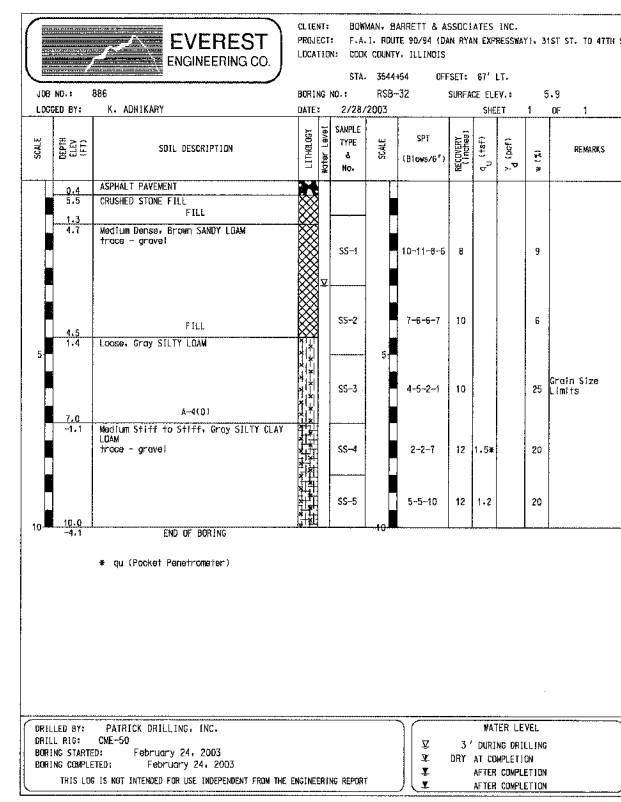 EVEREST
ENGINEERING CO.
CLIENT: BOWMAN, BARRETT & ASSOCIATES INC.
PROJECT: F.A.I. ROUTE 90/94 (DAN RYAN EXPRESSWAY), 31ST ST. TO 47TH
LOCATION: COOK COUNTY, ILLINOIS
STA. 3544+64 OFFSET: 67' LT.
JOB NO.: 886 BORING NO.: RSB-32 SURFACE ELEV.: 5.9
LOGGED BY: K. ADHIKARY DATE: 2/28/2003 SHEET 1 OF 1
SCALE DEPTH ELEV (FT) SOIL DESCRIPTION LITHOLOGY Water Level SAMPLE TYPE & No. SCALE SPT (Blows/6") RECOVERY (inches) q u (tsf) γ d (pcf) w (%) REMARKS
0.4 ASPHALT PAVEMENT
5.5 CRUSHED STONE FILL
FILL
1.3
4.7 Medium Dense, Brown SANDY LOAM
trace - gravel
SS-1 10-11-8-6 8 9
SS-2 7-6-6-7 10 6
FILL
4.5
1.4 Loose, Gray SILTY LOAM
5 5
SS-3 4-5-2-1 10 25 Grain Size
Limits
A-4(0)
7.0
-1.1 Medium Stiff to Stiff, Gray SILTY CLAY
LOAM
trace - gravel
SS-4 2-2-7 12 1.5* 20
SS-5 5-5-10 12 1.2 20
10 10.0 10
-4.1 END OF BORING
* qu (Pocket Penetrometer)
DRILLED BY: PATRICK DRILLING, INC.
DRILL RIG: CME-50
BORING STARTED: February 24, 2003
BORING COMPLETED: February 24, 2003
THIS LOG IS NOT INTENDED FOR USE INDEPENDENT FROM THE ENGINEERING REPORT
WATER LEVEL
3' DURING DRILLING
DRY AT COMPLETION
AFTER COMPLETION
AFTER COMPLETION